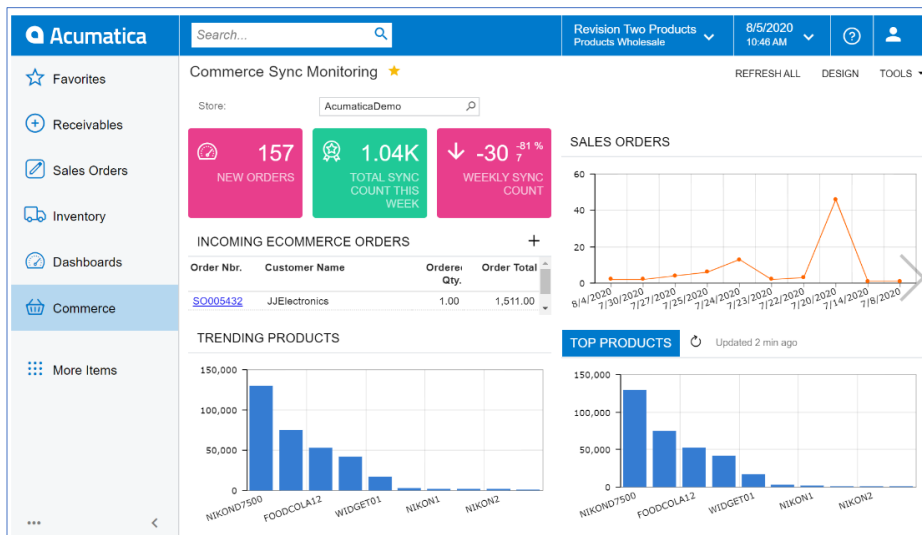 Acumatica
Search...
Revision Two Products
Products Wholesale
8/5/2020
10:46 AM
Favorites
Receivables
Sales Orders
Inventory
Dashboards
Commerce
More Items
Commerce Sync Monitoring
REFRESH ALL DESIGN TOOLS
Store: AcumaticaDemo
157
NEW ORDERS
1.04K
TOTAL SYNC
COUNT THIS
WEEK
-30 -81 %
7
WEEKLY SYNC
COUNT
INCOMING ECOMMERCE ORDERS
Order Nbr. Customer Name Ordere Qty. Order Total
SO005432 JJElectronics 1.00 1,511.00
SALES ORDERS
60
40
20
0
8/4/2020 7/30/2020 7/27/2020 7/25/2020 7/24/2020 7/23/2020 7/22/2020 7/20/2020 7/14/2020 7/8/2020
TRENDING PRODUCTS
150,000
100,000
50,000
0
NIKOND7500 FOODCOLA12 WIDGET01 NIKON1 NIKON2
TOP PRODUCTS Updated 2 min ago
150,000
100,000
50,000
0
NIKOND7500 FOODCOLA12 WIDGET01 NIKON1 NIKON2